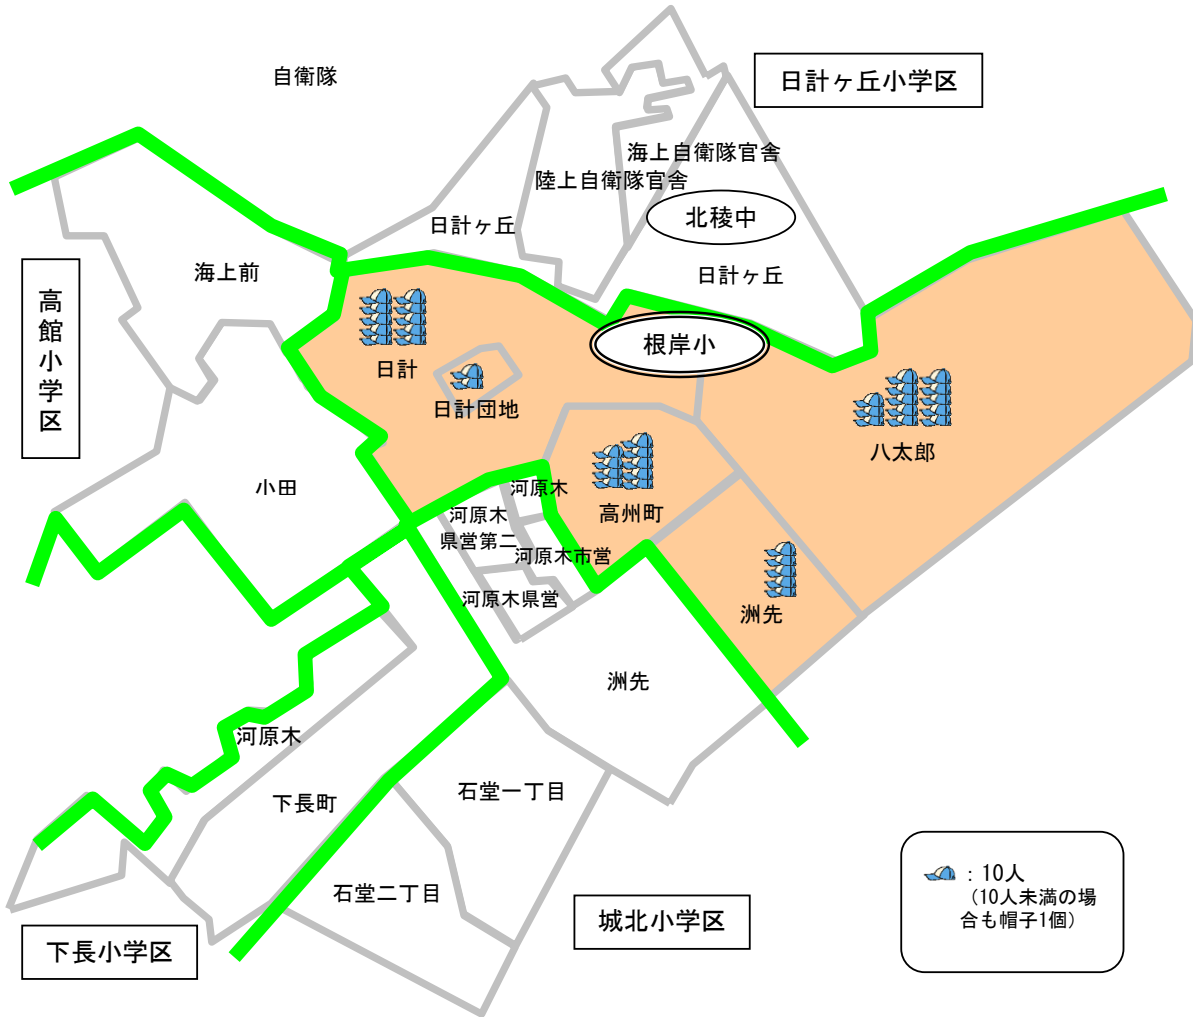 自衛隊
日計ヶ丘小学区
海上自衛隊官舎
陸上自衛隊官舎
北稜中
日計ヶ丘
海上前
日計ヶ丘
高館小学区
根岸小
日計
日計団地
八太郎
小田
河原木
高州町
河原木
県営第二
河原木市営
河原木県営
洲先
洲先
河原木
下長町
石堂一丁目
石堂二丁目
城北小学区
下長小学区
：10人
（10人未満の場
合も帽子1個）